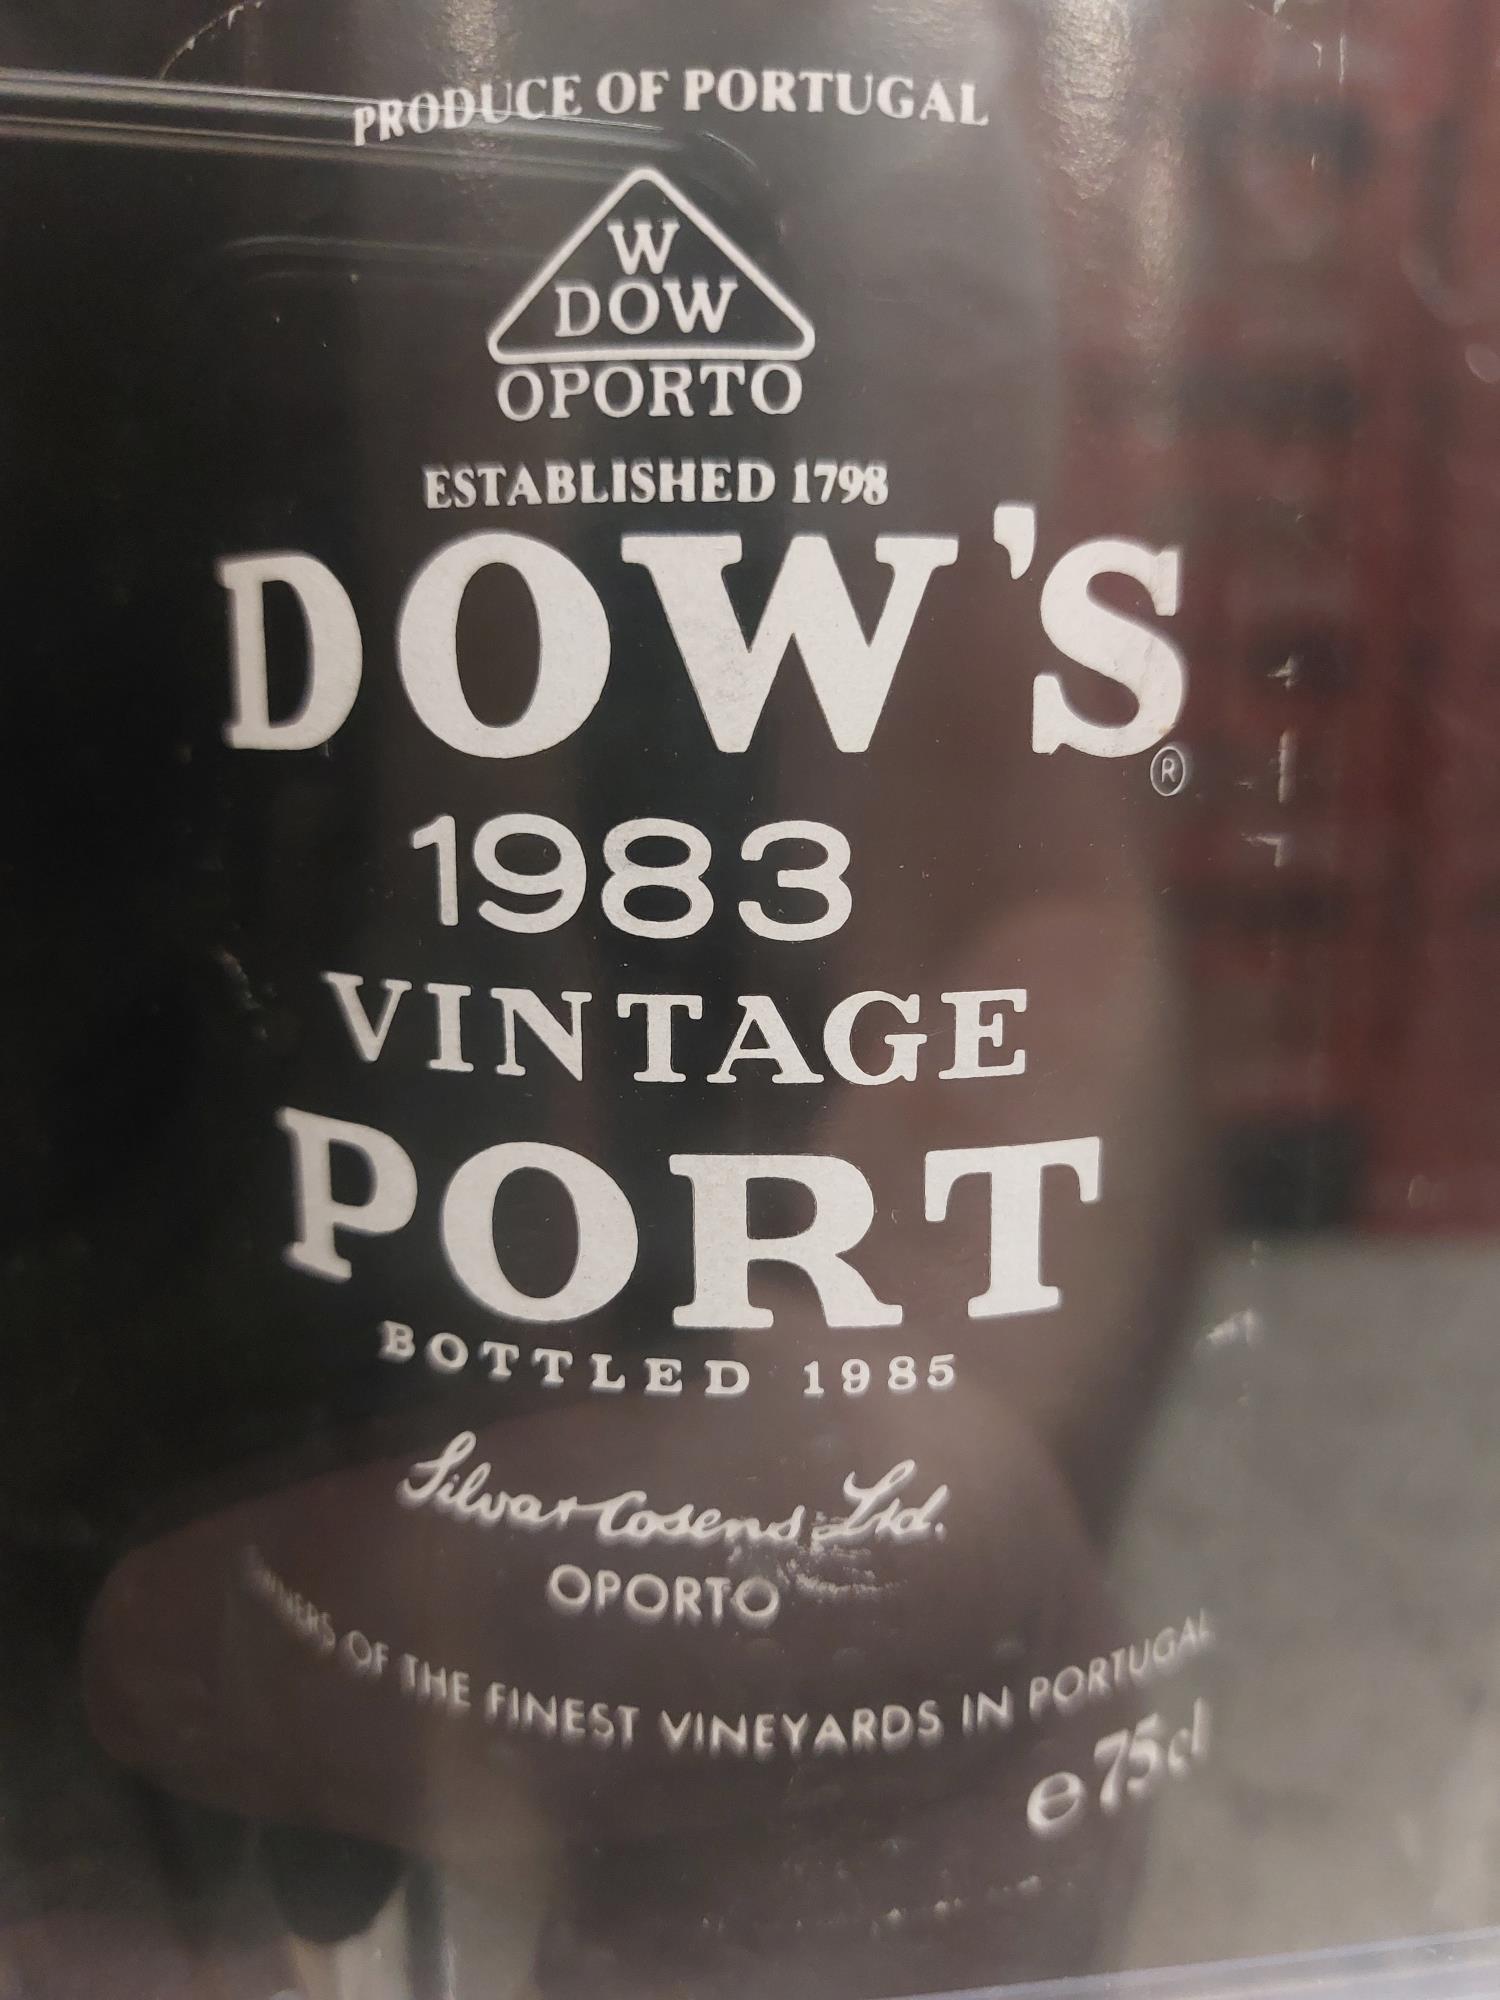 PRODUCE OF PORTUGAL
W
DOW
OPORTO
ESTABLISHED 1798
DOW'S
®
1983
VINTAGE
PORT
BOTTLED 1985
Silva & Cosens Ltd.
OPORTO
OF THE FINEST VINEYARDS IN PORTUGAL
e 75cl